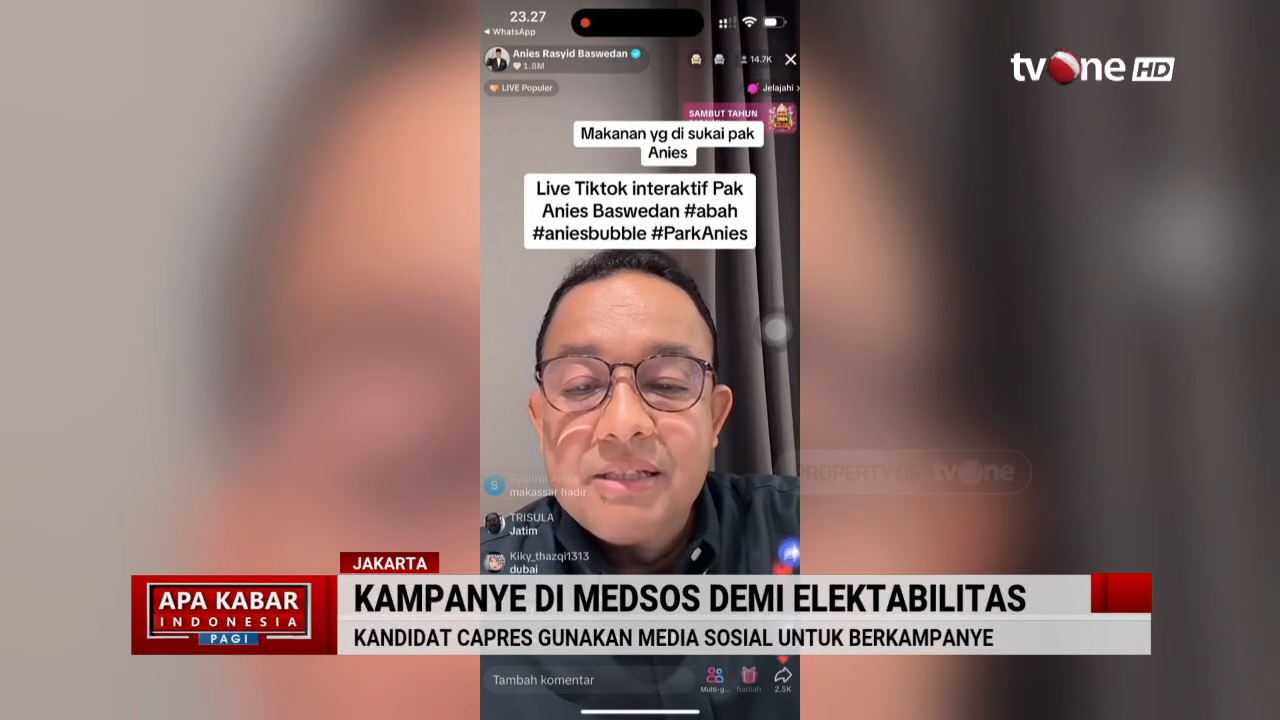 23.27
WhatsApp
Anies Rasyid Baswedan
1.8M
14.7K
LIVE Populer
Jelajahi
SAMBUT TAHUN
Makanan yg di sukai pak
Anies
Live Tiktok interaktif Pak
Anies Baswedan #abah
#aniesbubble #ParkAnies
tvOne HD
PROPERTY OF tvOne
S
makassar hadir
TRISULA
Jatim
Kiky_thazqi1313
dubai
JAKARTA
APA KABAR
INDONESIA
PAGI
KAMPANYE DI MEDSOS DEMI ELEKTABILITAS
KANDIDAT CAPRES GUNAKAN MEDIA SOSIAL UNTUK BERKAMPANYE
Tambah komentar
Multi-g...
hadiah
2.5K